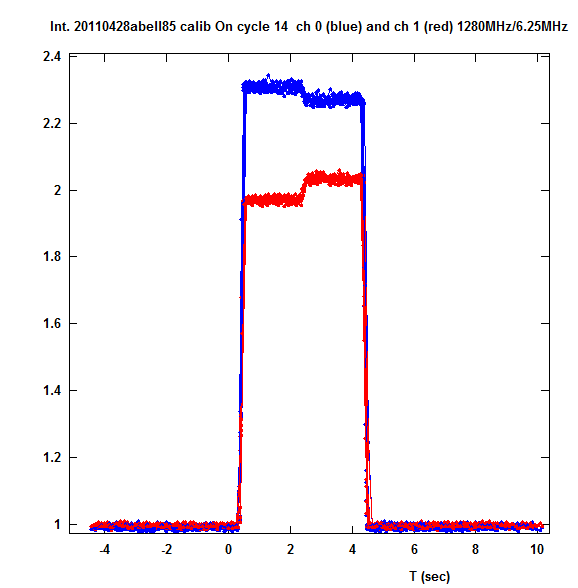 Int. 20110428abell85 calib On cycle 14  ch 0 (blue) and ch 1 (red) 1280MHz/6.25MHz
2.4
2.2
2
1.8
1.6
1.4
1.2
1
-4 -2 0 2 4 6 8 10
T (sec)